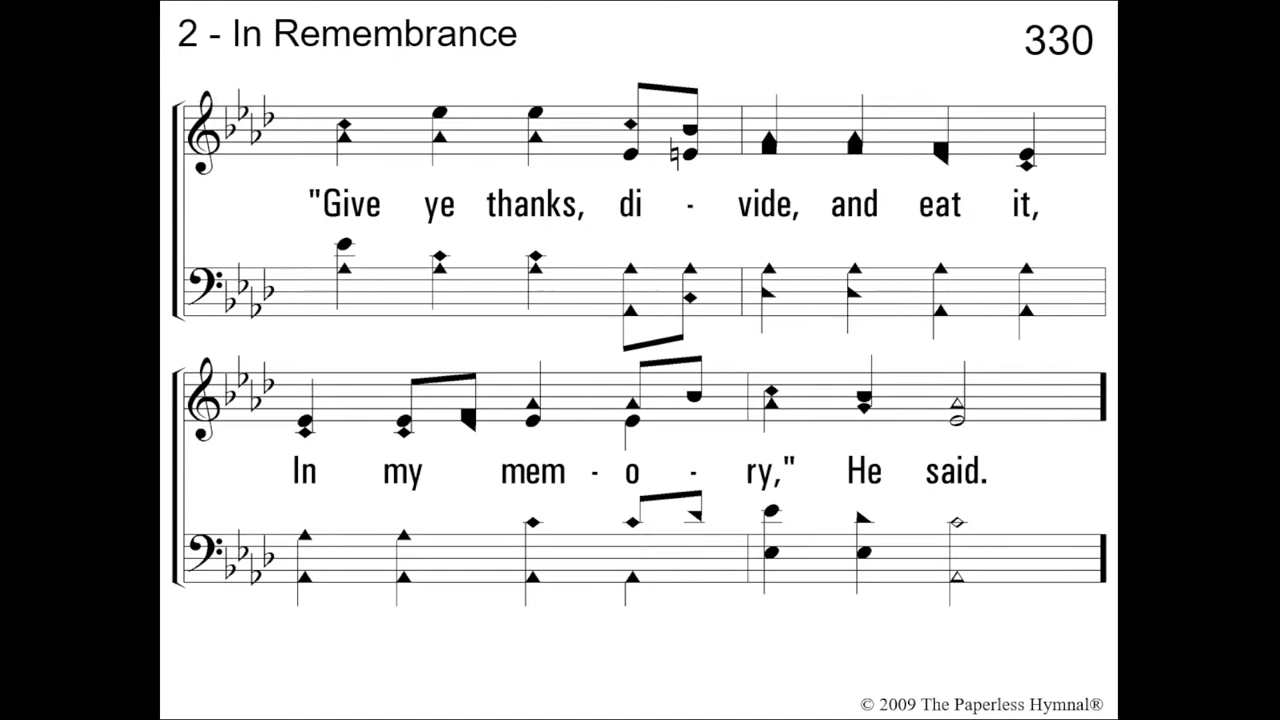 2 - In Remembrance
330
"Give ye thanks, di - vide, and eat it,
In my mem - o - ry," He said.
© 2009 The Paperless Hymnal®